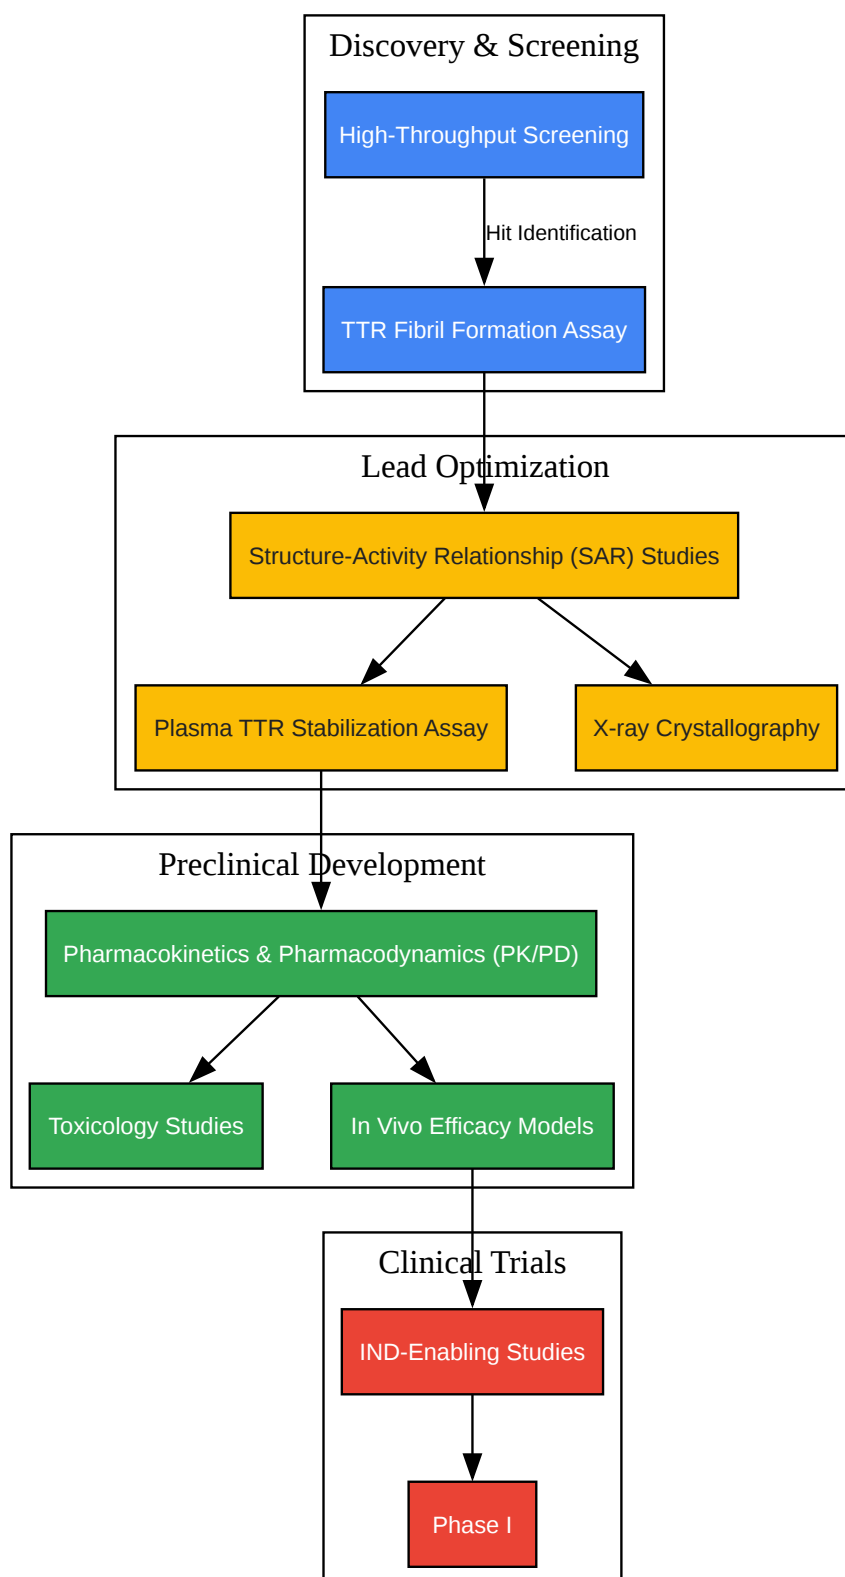 Discovery & Screening
High-Throughput Screening
Hit Identification
TTR Fibril Formation Assay
Lead Optimization
Structure-Activity Relationship (SAR) Studies
Plasma TTR Stabilization Assay
X-ray Crystallography
Preclinical Development
Pharmacokinetics & Pharmacodynamics (PK/PD)
Toxicology Studies
In Vivo Efficacy Models
Clinical Trials
IND-Enabling Studies
Phase I